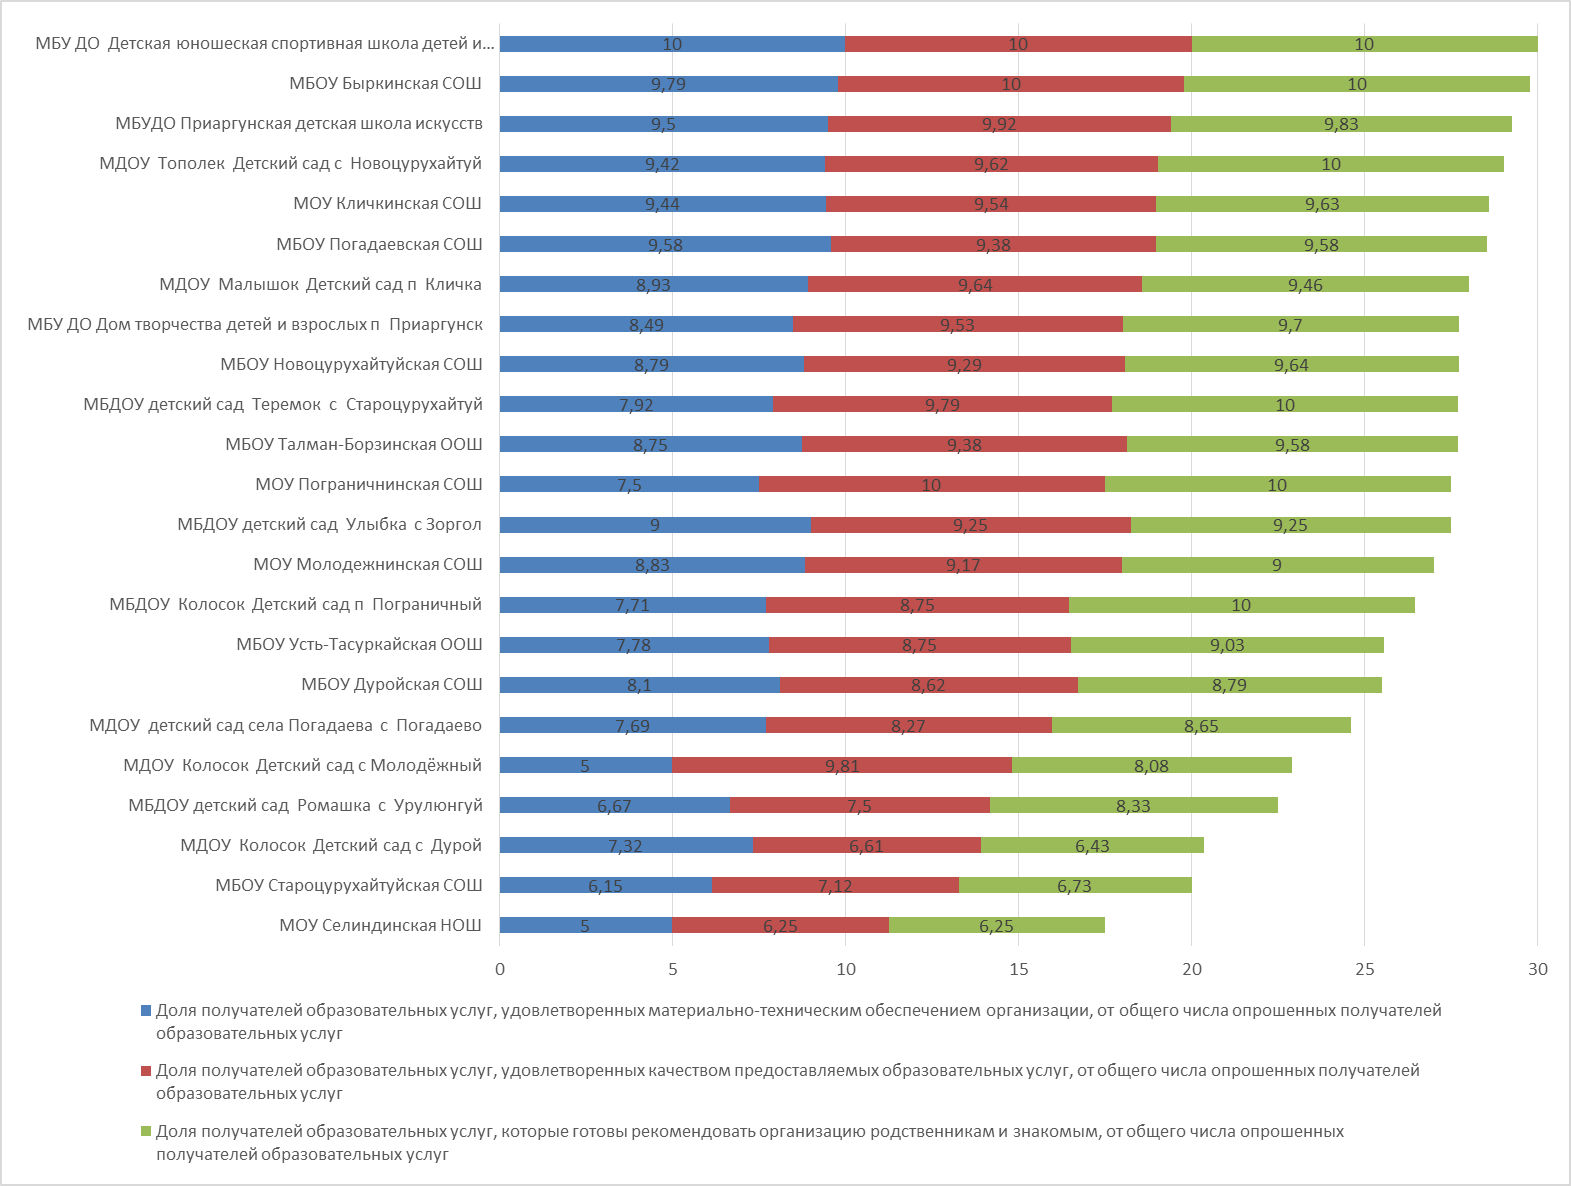 МБУ ДО Детская юношеская спортивная школа детей и... 10 10 10
МБОУ Быркинская СОШ 9,79 10 10
МБУДО Приаргунская детская школа искусств 9,5 9,92 9,83
МДОУ Тополек Детский сад с Новоцурухайтуй 9,42 9,62 10
МОУ Кличкинская СОШ 9,44 9,54 9,63
МБОУ Погадаевская СОШ 9,58 9,38 9,58
МДОУ Малышок Детский сад п Кличка 8,93 9,64 9,46
МБУ ДО Дом творчества детей и взрослых п Приаргунск 8,49 9,53 9,7
МБОУ Новоцурухайтуйская СОШ 8,79 9,29 9,64
МБДОУ детский сад Теремок с Староцурухайтуй 7,92 9,79 10
МБОУ Талман-Борзинская ООШ 8,75 9,38 9,58
МОУ Пограничнинская СОШ 7,5 10 10
МБДОУ детский сад Улыбка с Зоргол 9 9,25 9,25
МОУ Молодежнинская СОШ 8,83 9,17 9
МБДОУ Колосок Детский сад п Пограничный 7,71 8,75 10
МБОУ Усть-Тасуркайская ООШ 7,78 8,75 9,03
МБОУ Дуройская СОШ 8,1 8,62 8,79
МДОУ детский сад села Погадаева с Погадаево 7,69 8,27 8,65
МДОУ Колосок Детский сад с Молодёжный 5 9,81 8,08
МБДОУ детский сад Ромашка с Урулюнгуй 6,67 7,5 8,33
МДОУ Колосок Детский сад с Дурой 7,32 6,61 6,43
МБОУ Староцурухайтуйская СОШ 6,15 7,12 6,73
МОУ Селиндинская НОШ 5 6,25 6,25
0 5 10 15 20 25 30
Доля получателей образовательных услуг, удовлетворенных материально-техническим обеспечением организации, от общего числа опрошенных получателей
образовательных услуг
Доля получателей образовательных услуг, удовлетворенных качеством предоставляемых образовательных услуг, от общего числа опрошенных получателей
образовательных услуг
Доля получателей образовательных услуг, которые готовы рекомендовать организацию родственникам и знакомым, от общего числа опрошенных
получателей образовательных услуг